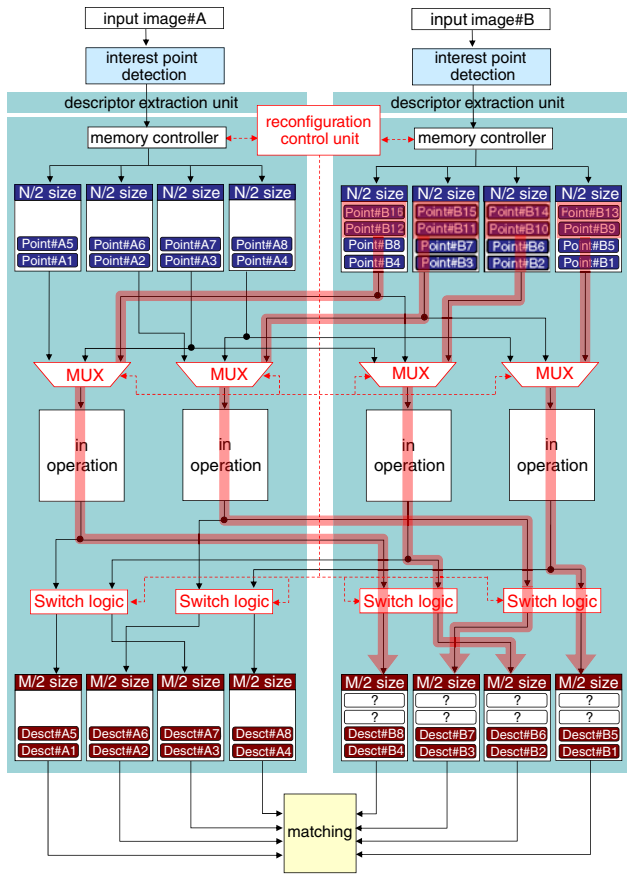 input image#A
input image#B
interest point
detection
interest point
detection
descriptor extraction unit
descriptor extraction unit
reconfiguration
control unit
memory controller
memory controller
N/2 size
N/2 size
N/2 size
N/2 size
N/2 size
N/2 size
N/2 size
N/2 size
Point#B16
Point#B15
Point#B14
Point#B13
Point#B12
Point#B11
Point#B10
Point#B9
Point#A5
Point#A6
Point#A7
Point#A8
Point#B8
Point#B7
Point#B6
Point#B5
Point#A1
Point#A2
Point#A3
Point#A4
Point#B4
Point#B3
Point#B2
Point#B1
MUX
MUX
MUX
MUX
in
operation
in
operation
in
operation
in
operation
Switch logic
Switch logic
Switch logic
Switch logic
M/2 size
M/2 size
M/2 size
M/2 size
M/2 size
M/2 size
M/2 size
M/2 size
?
?
?
?
?
?
?
?
Desct#A5
Desct#A6
Desct#A7
Desct#A8
Desct#B8
Desct#B7
Desct#B6
Desct#B5
Desct#A1
Desct#A2
Desct#A3
Desct#A4
Desct#B4
Desct#B3
Desct#B2
Desct#B1
matching